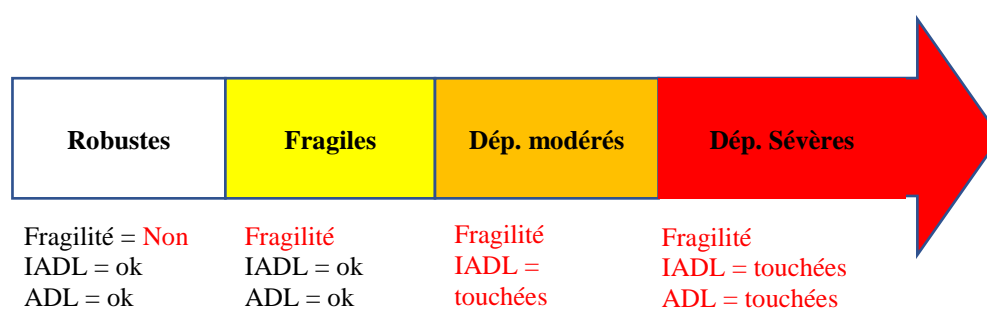 Robustes
Fragiles
Dép. modérés
Dép. Sévères
Fragilité = Non
IADL = ok
ADL = ok
Fragilité
IADL = ok
ADL = ok
Fragilité
IADL =
touchées
Fragilité
IADL = touchées
ADL = touchées